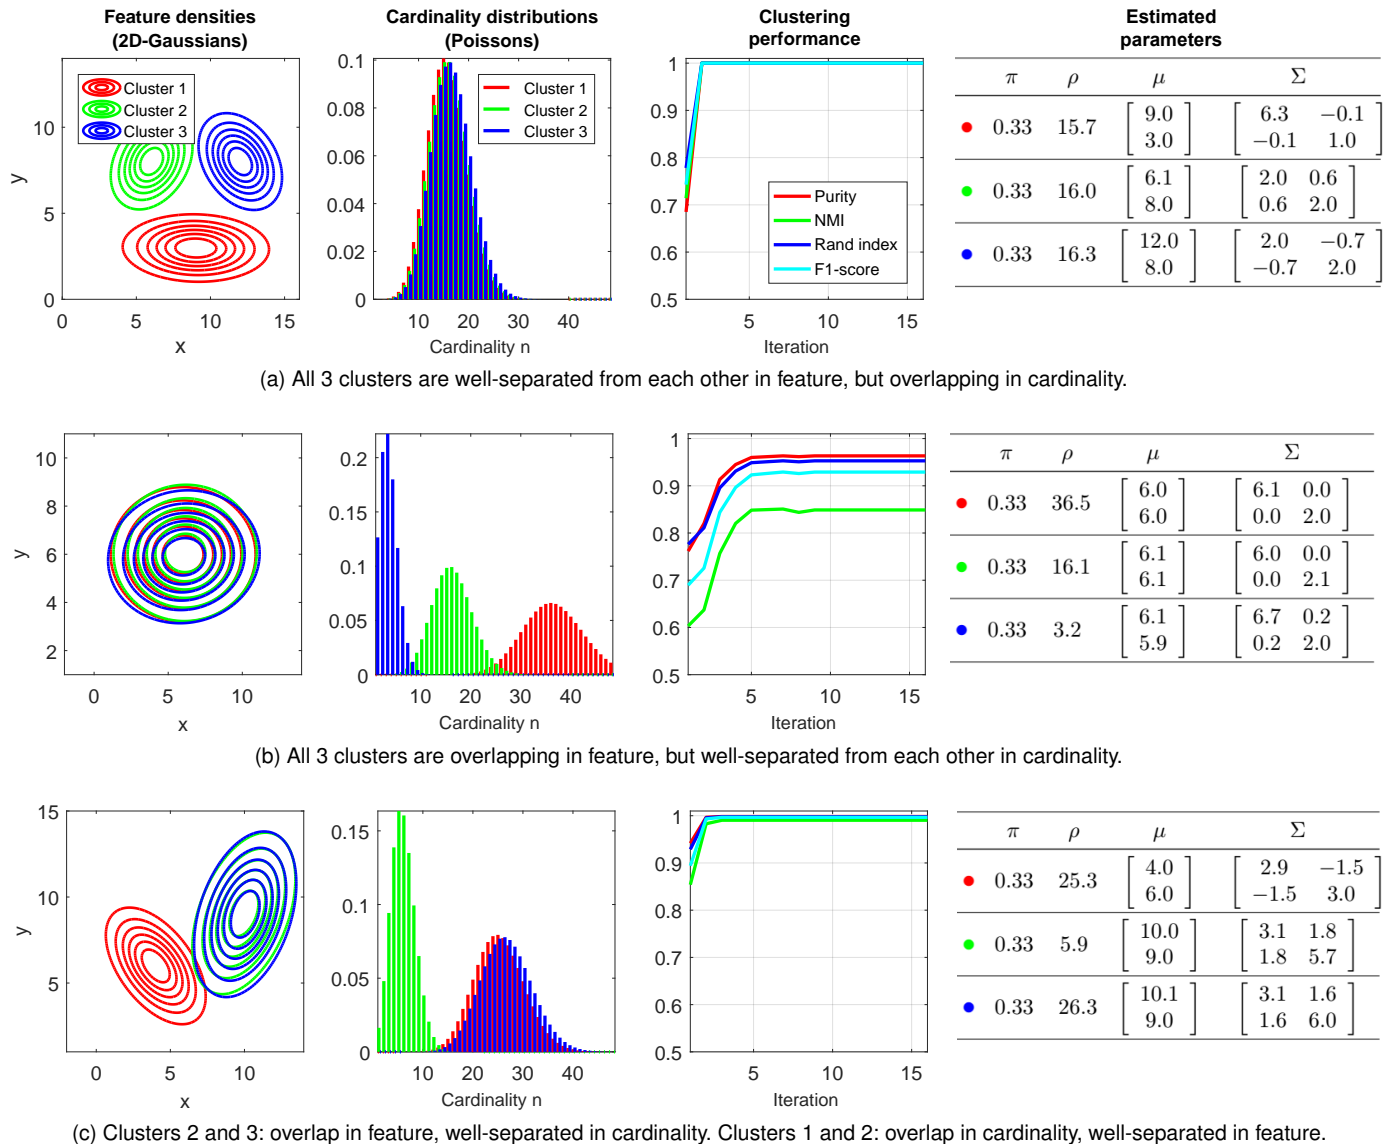 Feature densities
(2D-Gaussians)
Cardinality distributions
(Poissons)
Clustering
performance
Estimated
parameters
Cluster 1
Cluster 2
Cluster 3
y
10
5
0
0 5 10 15
x
Cluster 1
Cluster 2
Cluster 3
0.1
0.08
0.06
0.04
0.02
0
10 20 30 40
Cardinality n
1
0.9
0.8
0.7
0.6
0.5
Purity
NMI
Rand index
F1-score
5 10 15
Iteration
π ρ μ Σ
0.33 15.7 [9.0 3.0] [6.3 −0.1 −0.1 1.0]
0.33 16.0 [6.1 8.0] [2.0 0.6 0.6 2.0]
0.33 16.3 [12.0 8.0] [2.0 −0.7 −0.7 2.0]
(a) All 3 clusters are well-separated from each other in feature, but overlapping in cardinality.
y
10
8
6
4
2
0 5 10
x
0.2
0.15
0.1
0.05
0
10 20 30 40
Cardinality n
1
0.9
0.8
0.7
0.6
0.5
5 10 15
Iteration
π ρ μ Σ
0.33 36.5 [6.0 6.0] [6.1 0.0 0.0 2.0]
0.33 16.1 [6.1 6.1] [6.0 0.0 0.0 2.1]
0.33 3.2 [6.1 5.9] [6.7 0.2 0.2 2.0]
(b) All 3 clusters are overlapping in feature, but well-separated from each other in cardinality.
y
15
10
5
0 5 10
x
0.15
0.1
0.05
0
10 20 30 40
Cardinality n
1
0.9
0.8
0.7
0.6
0.5
5 10 15
Iteration
π ρ μ Σ
0.33 25.3 [4.0 6.0] [2.9 −1.5 −1.5 3.0]
0.33 5.9 [10.0 9.0] [3.1 1.8 1.8 5.7]
0.33 26.3 [10.1 9.0] [3.1 1.6 1.6 6.0]
(c) Clusters 2 and 3: overlap in feature, well-separated in cardinality. Clusters 1 and 2: overlap in cardinality, well-separated in feature.